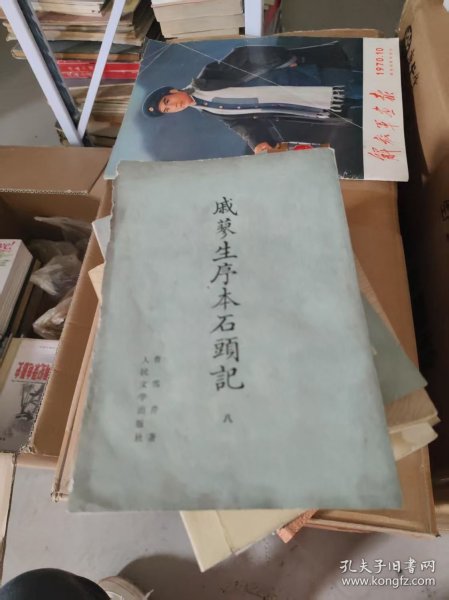 戚蓼生序本石頭記
八
曹雪芹著
人民文学出版社
解放军画报
1970.10
孔夫子旧书网
www.kongfz.com